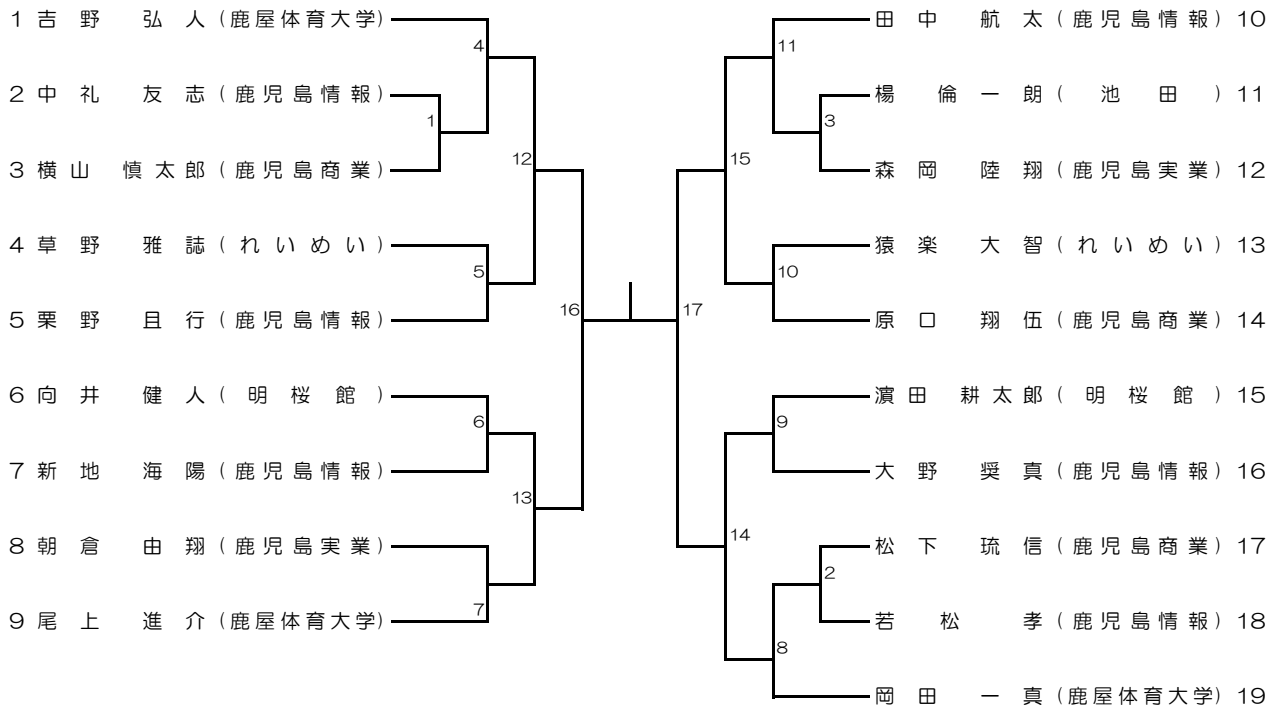 1 吉野 弘人 (鹿屋体育大学)
2 中礼 友志 (鹿児島情報)
3 横山 慎太郎 (鹿児島商業)
4 草野 雅誌 (れいめい)
5 栗野 且行 (鹿児島情報)
6 向井 健人 (明桜館)
7 新地 海陽 (鹿児島情報)
8 朝倉 由翔 (鹿児島実業)
9 尾上 進介 (鹿屋体育大学)
4
1
12
5
16
6
13
7
17
11
3
15
10
9
14
2
8
田中 航太 (鹿児島情報) 10
楊 倫一朗 (池田) 11
森岡 陸翔 (鹿児島実業) 12
猿楽 大智 (れいめい) 13
原口 翔伍 (鹿児島商業) 14
濵田 耕太郎 (明桜館) 15
大野 奨真 (鹿児島情報) 16
松下 琉信 (鹿児島商業) 17
若松 孝 (鹿児島情報) 18
岡田 一真 (鹿屋体育大学) 19